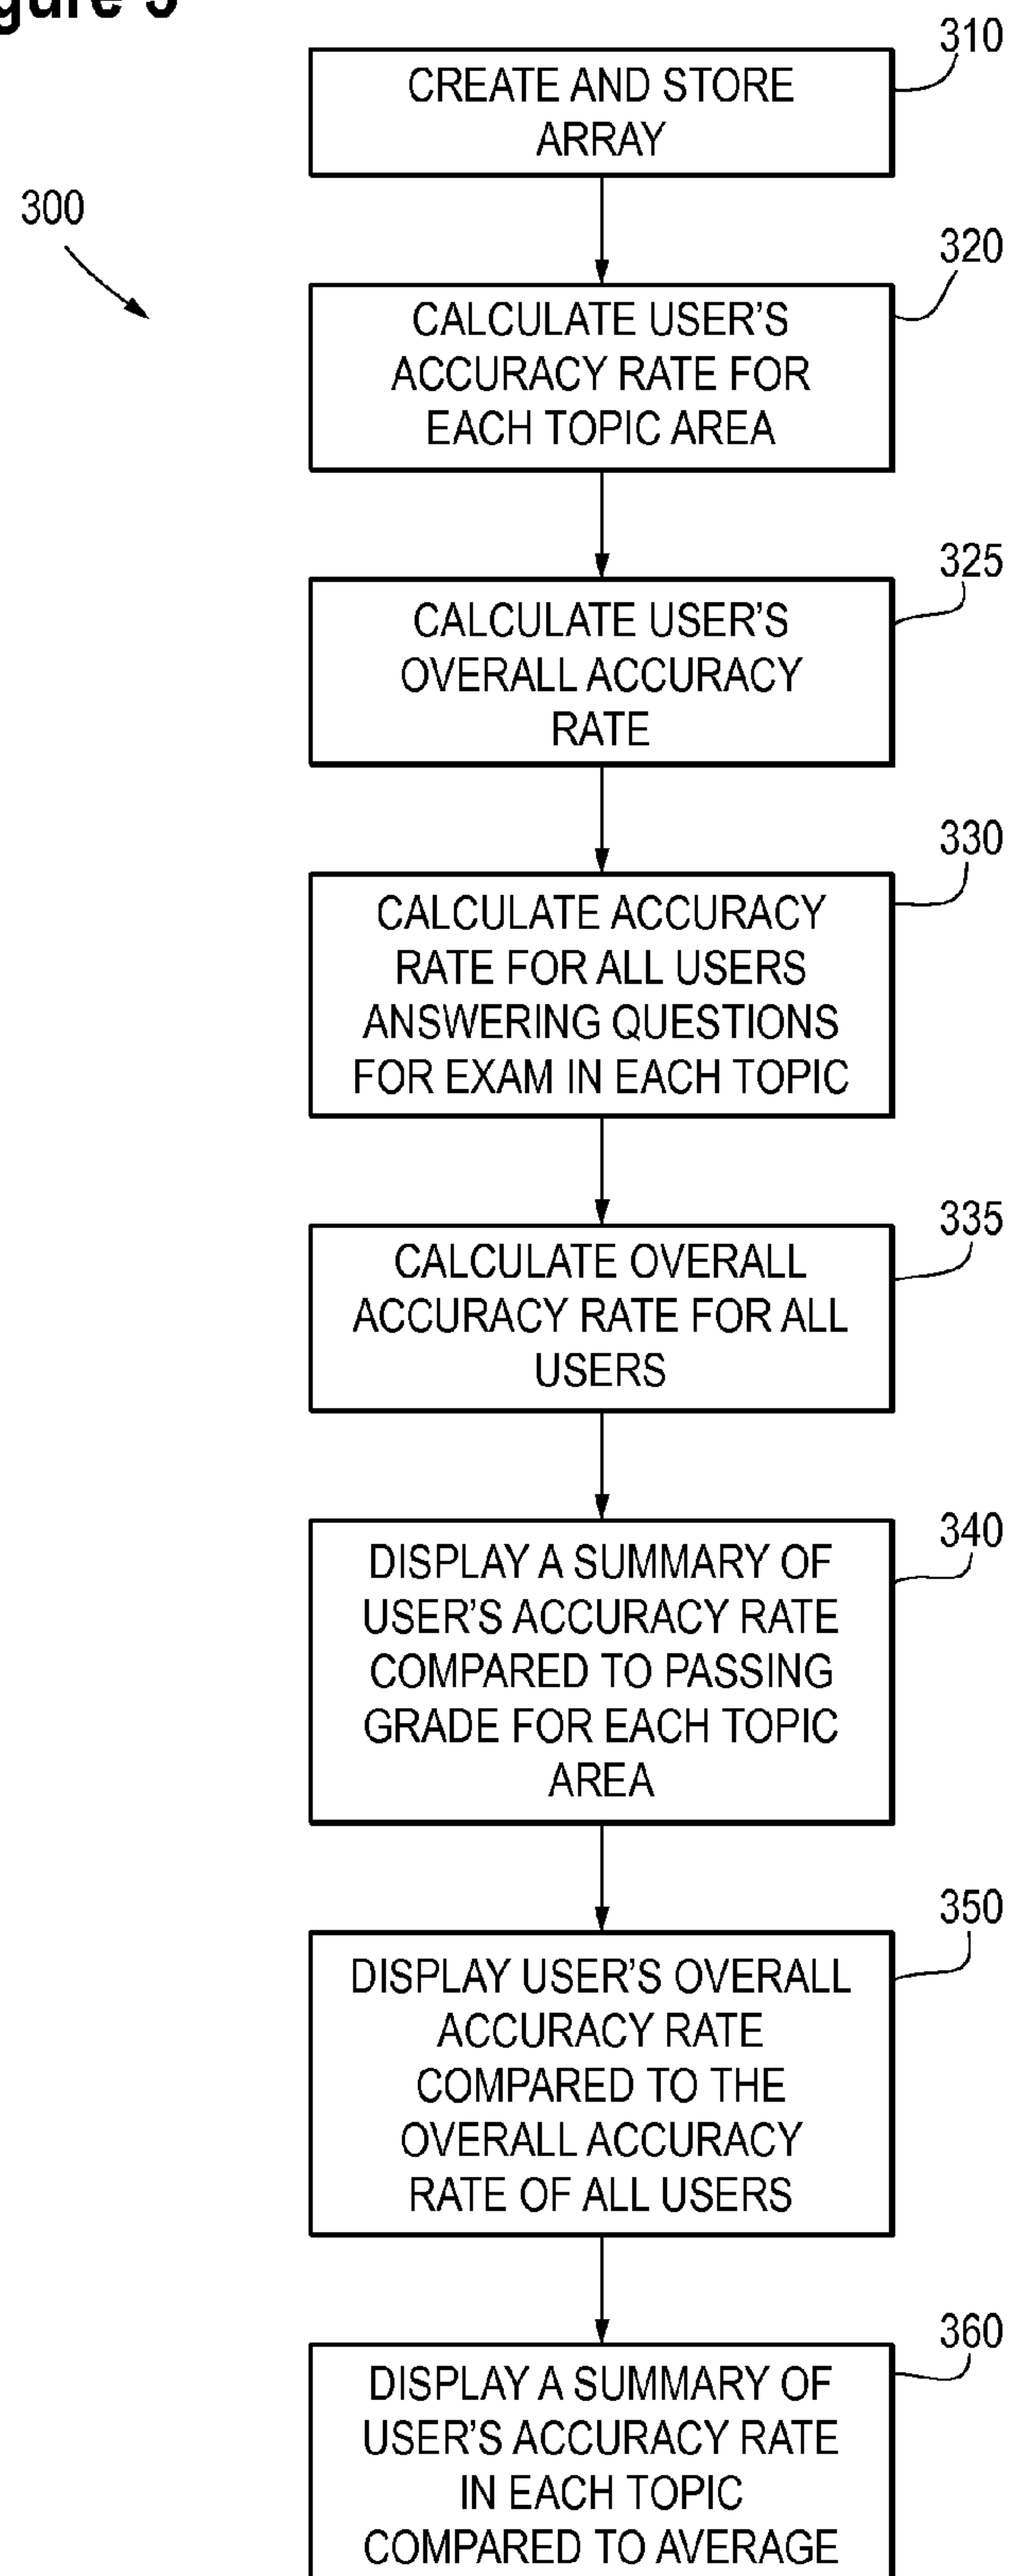 310
CREATE AND STORE
ARRAY
300
320
CALCULATE USER'S
ACCURACY RATE FOR
EACH TOPIC AREA
325
CALCULATE USER'S
OVERALL ACCURACY
RATE
330
CALCULATE ACCURACY
RATE FOR ALL USERS
ANSWERING QUESTIONS
FOR EXAM IN EACH TOPIC
335
CALCULATE OVERALL
ACCURACY RATE FOR ALL
USERS
340
DISPLAY A SUMMARY OF
USER'S ACCURACY RATE
COMPARED TO PASSING
GRADE FOR EACH TOPIC
AREA
350
DISPLAY USER'S OVERALL
ACCURACY RATE
COMPARED TO THE
OVERALL ACCURACY
RATE OF ALL USERS
360
DISPLAY A SUMMARY OF
USER'S ACCURACY RATE
IN EACH TOPIC
COMPARED TO AVERAGE